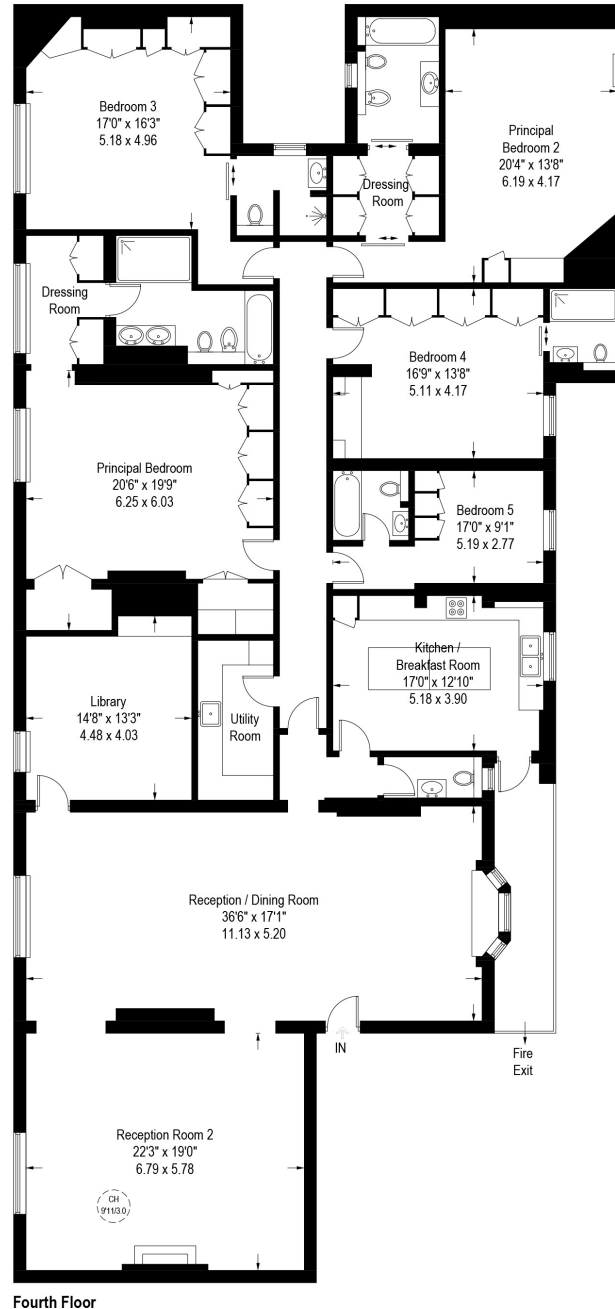 Bedroom 3
17'0" x 16'3"
5.18 x 4.96
Principal
Bedroom 2
20'4" x 13'8"
6.19 x 4.17
Dressing
Room
Dressing
Room
Bedroom 4
16'9" x 13'8"
5.11 x 4.17
Principal Bedroom
20'6" x 19'9"
6.25 x 6.03
Bedroom 5
17'0" x 9'1"
5.19 x 2.77
Kitchen /
Breakfast Room
17'0" x 12'10"
5.18 x 3.90
Library
14'8" x 13'3"
4.48 x 4.03
Utility
Room
Reception / Dining Room
36'6" x 17'1"
11.13 x 5.20
IN
Fire
Exit
Reception Room 2
22'3" x 19'0"
6.79 x 5.78
CH
9'11/3.0
Fourth Floor